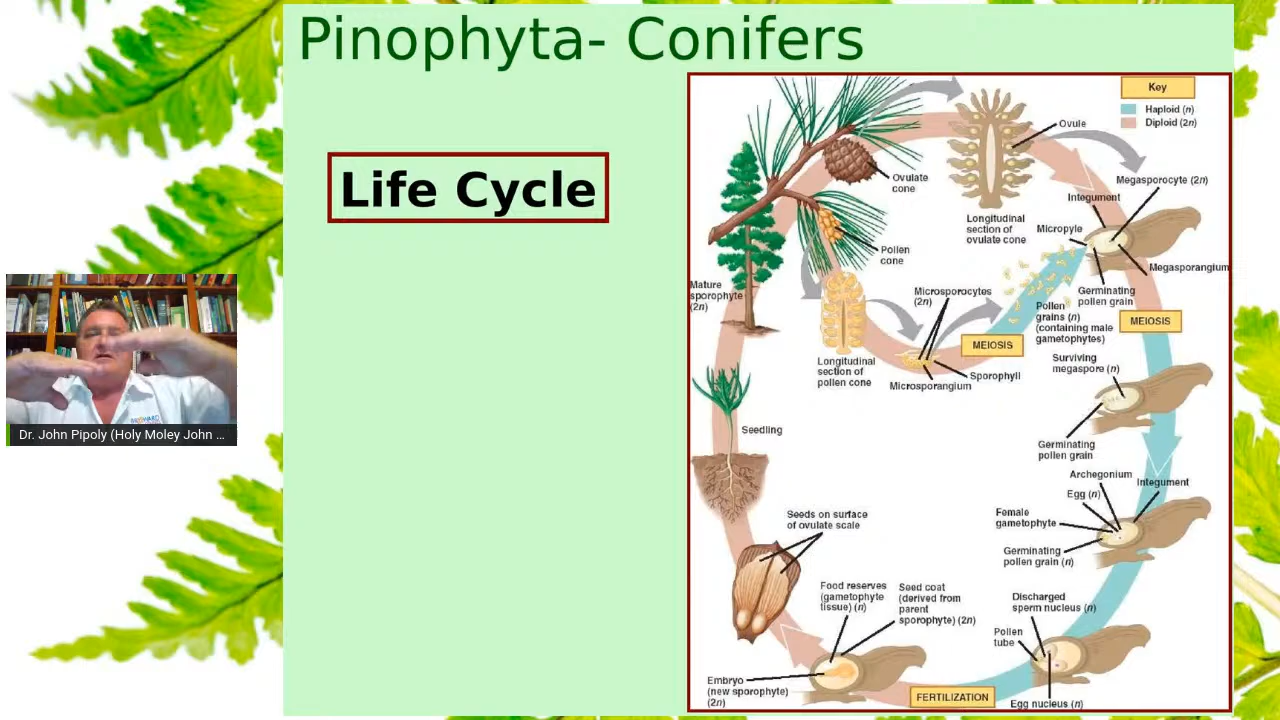 Pinophyta- Conifers
Life Cycle
Key
Haploid (n)
Diploid (2n)
Ovule
Ovulate
cone
Megasporocyte (2n)
Integument
Longitudinal
section of
ovulate cone
Micropyle
Pollen
cone
Megasporangium
Germinating
pollen grain
Mature
sporophyte
(2n)
Microsporocytes
(2n)
Pollen
grains (n)
(containing male
gametophytes)
MEIOSIS
MEIOSIS
Longitudinal
section of
pollen cone
Sporophyll
Microsporangium
Surviving
megaspore (n)
Seedling
Germinating
pollen grain
Archegonium
Integument
Egg (n)
Female
gametophyte
Germinating
pollen grain (n)
Seeds on surface
of ovulate scale
Food reserves
(gametophyte
tissue) (n)
Seed coat
(derived from
parent
sporophyte) (2n)
Discharged
sperm nucleus (n)
Pollen
tube
Embryo
(new sporophyte)
(2n)
FERTILIZATION
Egg nucleus (n)
Dr. John Pipoly (Holy Moley John ...